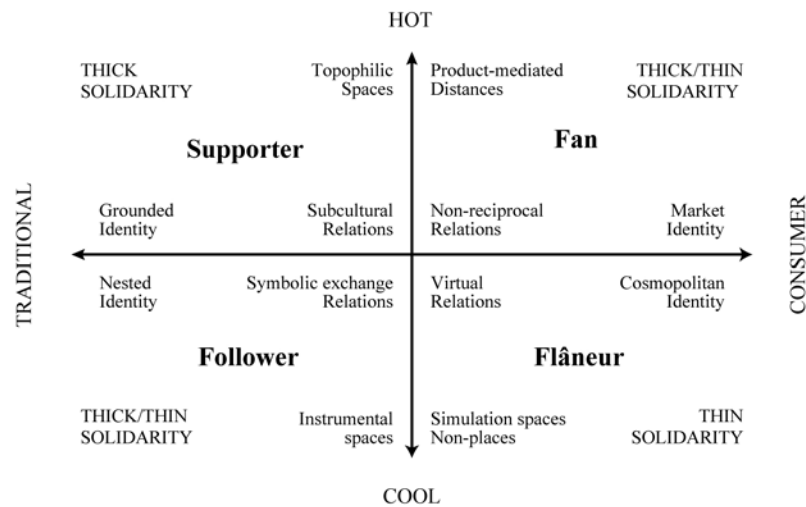 HOT
THICK
SOLIDARITY
Topophilic
Spaces
Product-mediated
Distances
THICK/THIN
SOLIDARITY
Supporter
Fan
TRADITIONAL
Grounded
Identity
Subcultural
Relations
Non-reciprocal
Relations
Market
Identity
CONSUMER
Nested
Identity
Symbolic exchange
Relations
Virtual
Relations
Cosmopolitan
Identity
Follower
Flâneur
THICK/THIN
SOLIDARITY
Instrumental
spaces
Simulation spaces
Non-places
THIN
SOLIDARITY
COOL